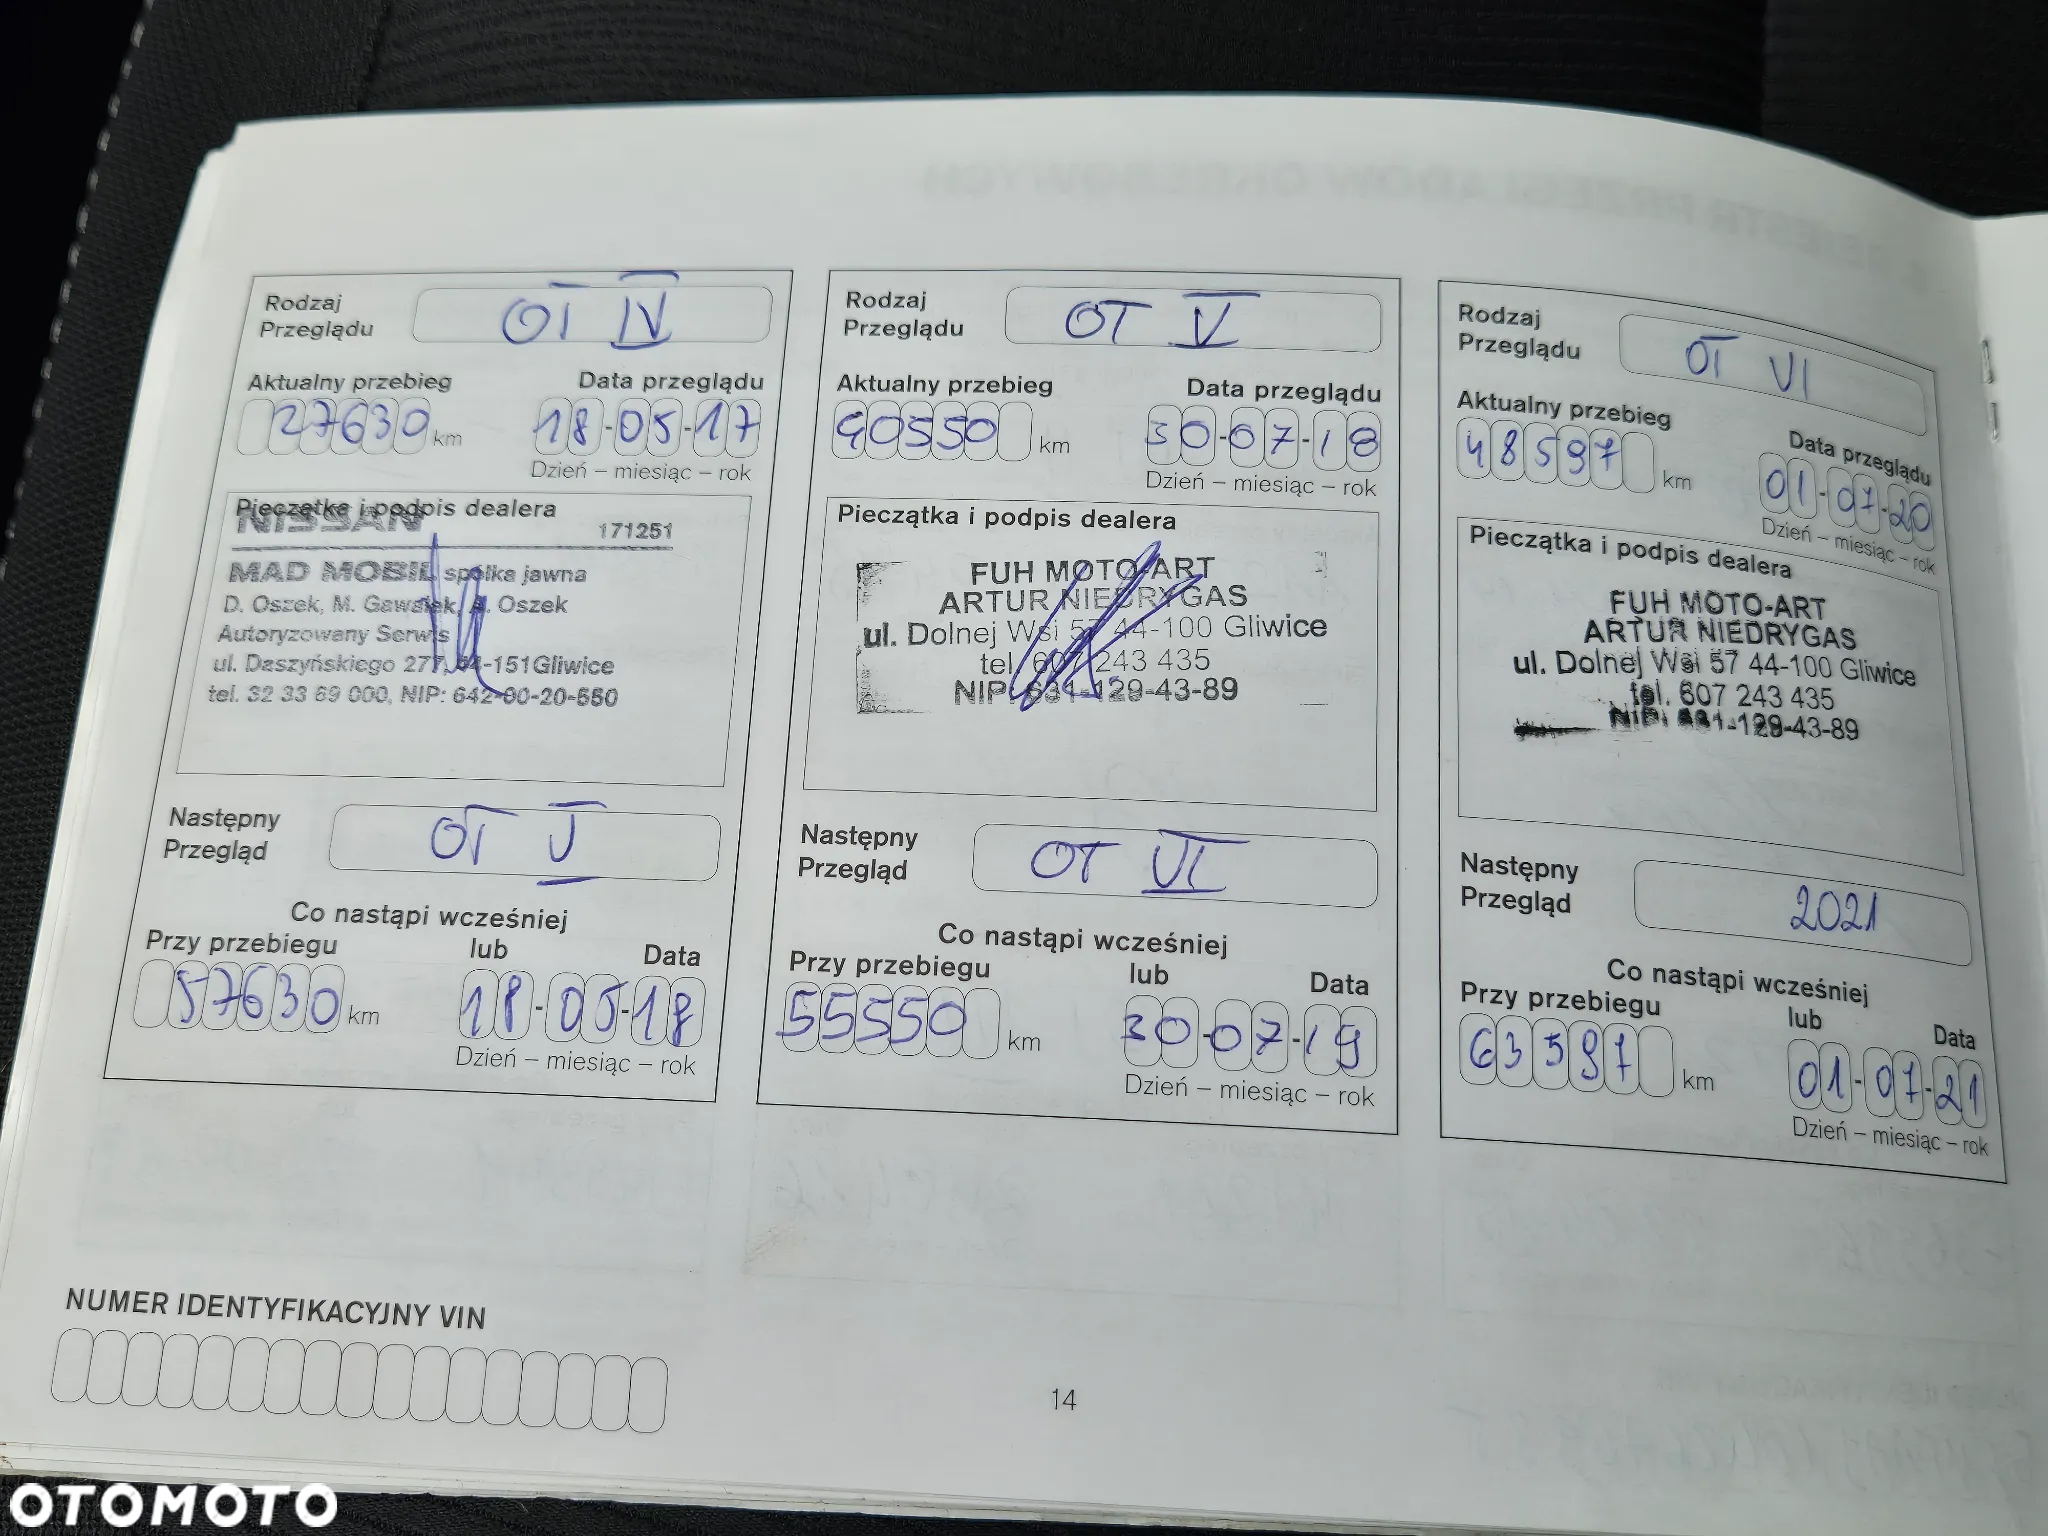 Rodzaj
Przeglądu
OT IV
Aktualny przebieg
Data przeglądu
27630 km
18-05-17
Dzień – miesiąc – rok
Pieczątka i podpis dealera
NISSAN 171251
MAD MOBIL spółka jawna
D. Oszek, M. Gawałek, A. Oszek
Autoryzowany Serwis
ul. Daszyńskiego 277, 44-151 Gliwice
tel. 32 33 69 000, NIP: 642-00-20-550
Następny
Przegląd
OT V
Co nastąpi wcześniej
Przy przebiegu lub Data
57630 km
18-05-18
Dzień – miesiąc – rok
Rodzaj
Przeglądu
OT V
Aktualny przebieg
Data przeglądu
40550 km
30-07-18
Dzień – miesiąc – rok
Pieczątka i podpis dealera
FUH MOTO-ART
ARTUR NIEDRYGAS
ul. Dolnej Wsi 57 44-100 Gliwice
tel. 607 243 435
NIP: 631-129-43-89
Następny
Przegląd
OT VI
Co nastąpi wcześniej
Przy przebiegu lub Data
55550 km
30-07-19
Dzień – miesiąc – rok
Rodzaj
Przeglądu
OT VI
Aktualny przebieg
Data przeglądu
48597 km
01-07-20
Dzień – miesiąc – rok
Pieczątka i podpis dealera
FUH MOTO-ART
ARTUR NIEDRYGAS
ul. Dolnej Wsi 57 44-100 Gliwice
tel. 607 243 435
NIP: 631-129-43-89
Następny
Przegląd
2021
Co nastąpi wcześniej
Przy przebiegu lub Data
63597 km
01-07-21
Dzień – miesiąc – rok
NUMER IDENTYFIKACYJNY VIN
14
OTOMOTO